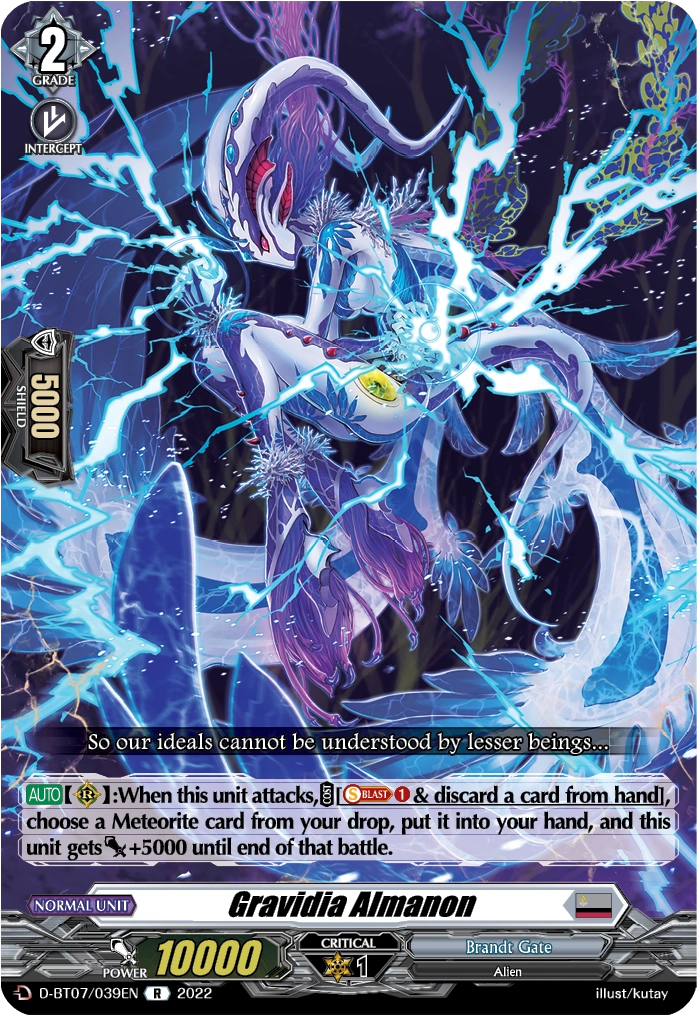 2
GRADE
INTERCEPT
5000
SHIELD
So our ideals cannot be understood by lesser beings...
AUTO【R】:When this unit attacks, COST [S BLAST 1 & discard a card from hand],
choose a Meteorite card from your drop, put it into your hand, and this
unit gets +5000 until end of that battle.
NORMAL UNIT
Gravidia Almanon
POWER 10000
CRITICAL
1
Brandt Gate
Alien
D D-BT07/039EN R 2022
illust/kutay